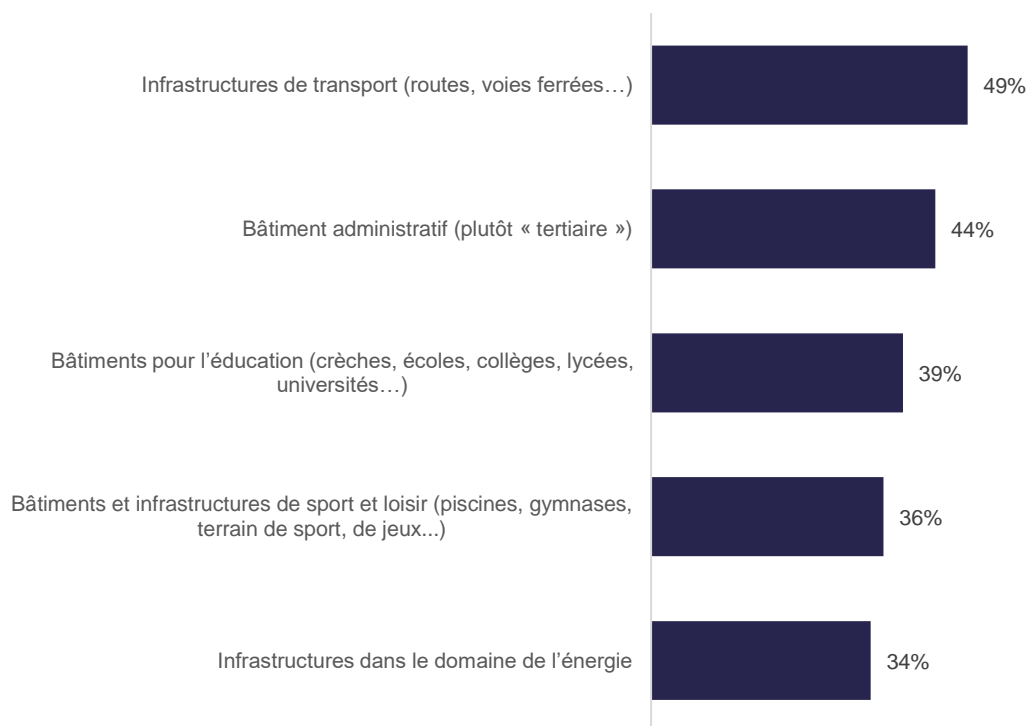 Infrastructures de transport (routes, voies ferrées…)
49%
Bâtiment administratif (plutôt « tertiaire »)
44%
Bâtiments pour l’éducation (crèches, écoles, collèges, lycées,
universités…)
39%
Bâtiments et infrastructures de sport et loisir (piscines, gymnases,
terrain de sport, de jeux...)
36%
Infrastructures dans le domaine de l’énergie
34%